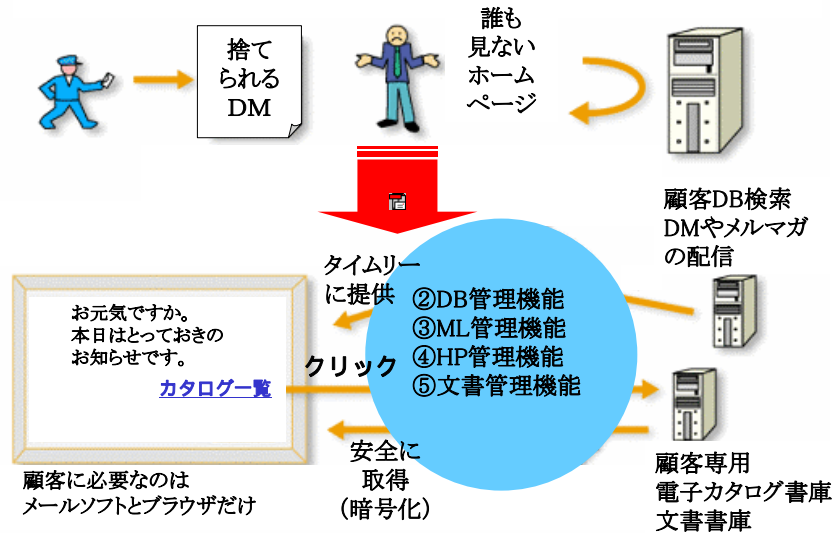 捨て
られる
DM
誰も
見ない
ホーム
ページ
顧客DB検索
DMやメルマガ
の配信
タイムリー
に提供
②DB管理機能
③ML管理機能
④HP管理機能
⑤文書管理機能
お元気ですか。
本日はとっておきの
お知らせです。
カタログ一覧
クリック
安全に
取得
(暗号化)
顧客に必要なのは
メールソフトとブラウザだけ
顧客専用
電子カタログ書庫
文書書庫